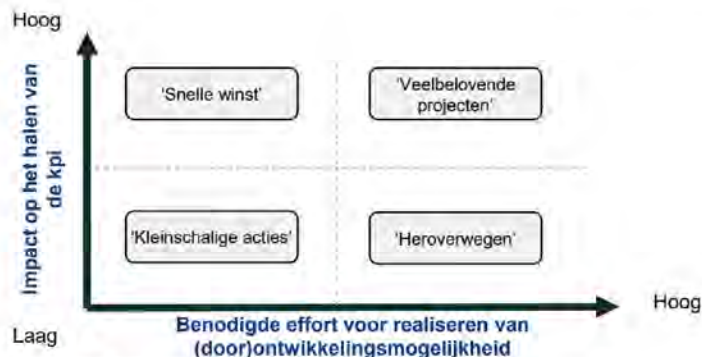 Hoog
Impact op het halen van
de kpi
'Snelle winst'
'Veelbelovende
projecten'
'Kleinschalige acties'
'Heroverwegen'
Hoog
Laag
Benodigde effort voor realiseren van
(door)ontwikkelingsmogelijkheid